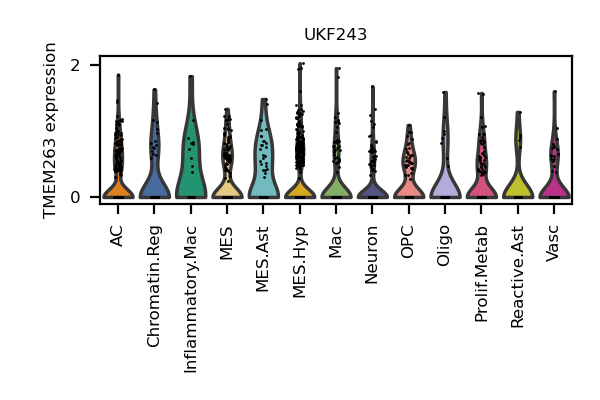 UKF243
TMEM263 expression
2
0
AC
Chromatin.Reg
Inflammatory.Mac
MES
MES.Ast
MES.Hyp
Mac
Neuron
OPC
Oligo
Prolif.Metab
Reactive.Ast
Vasc